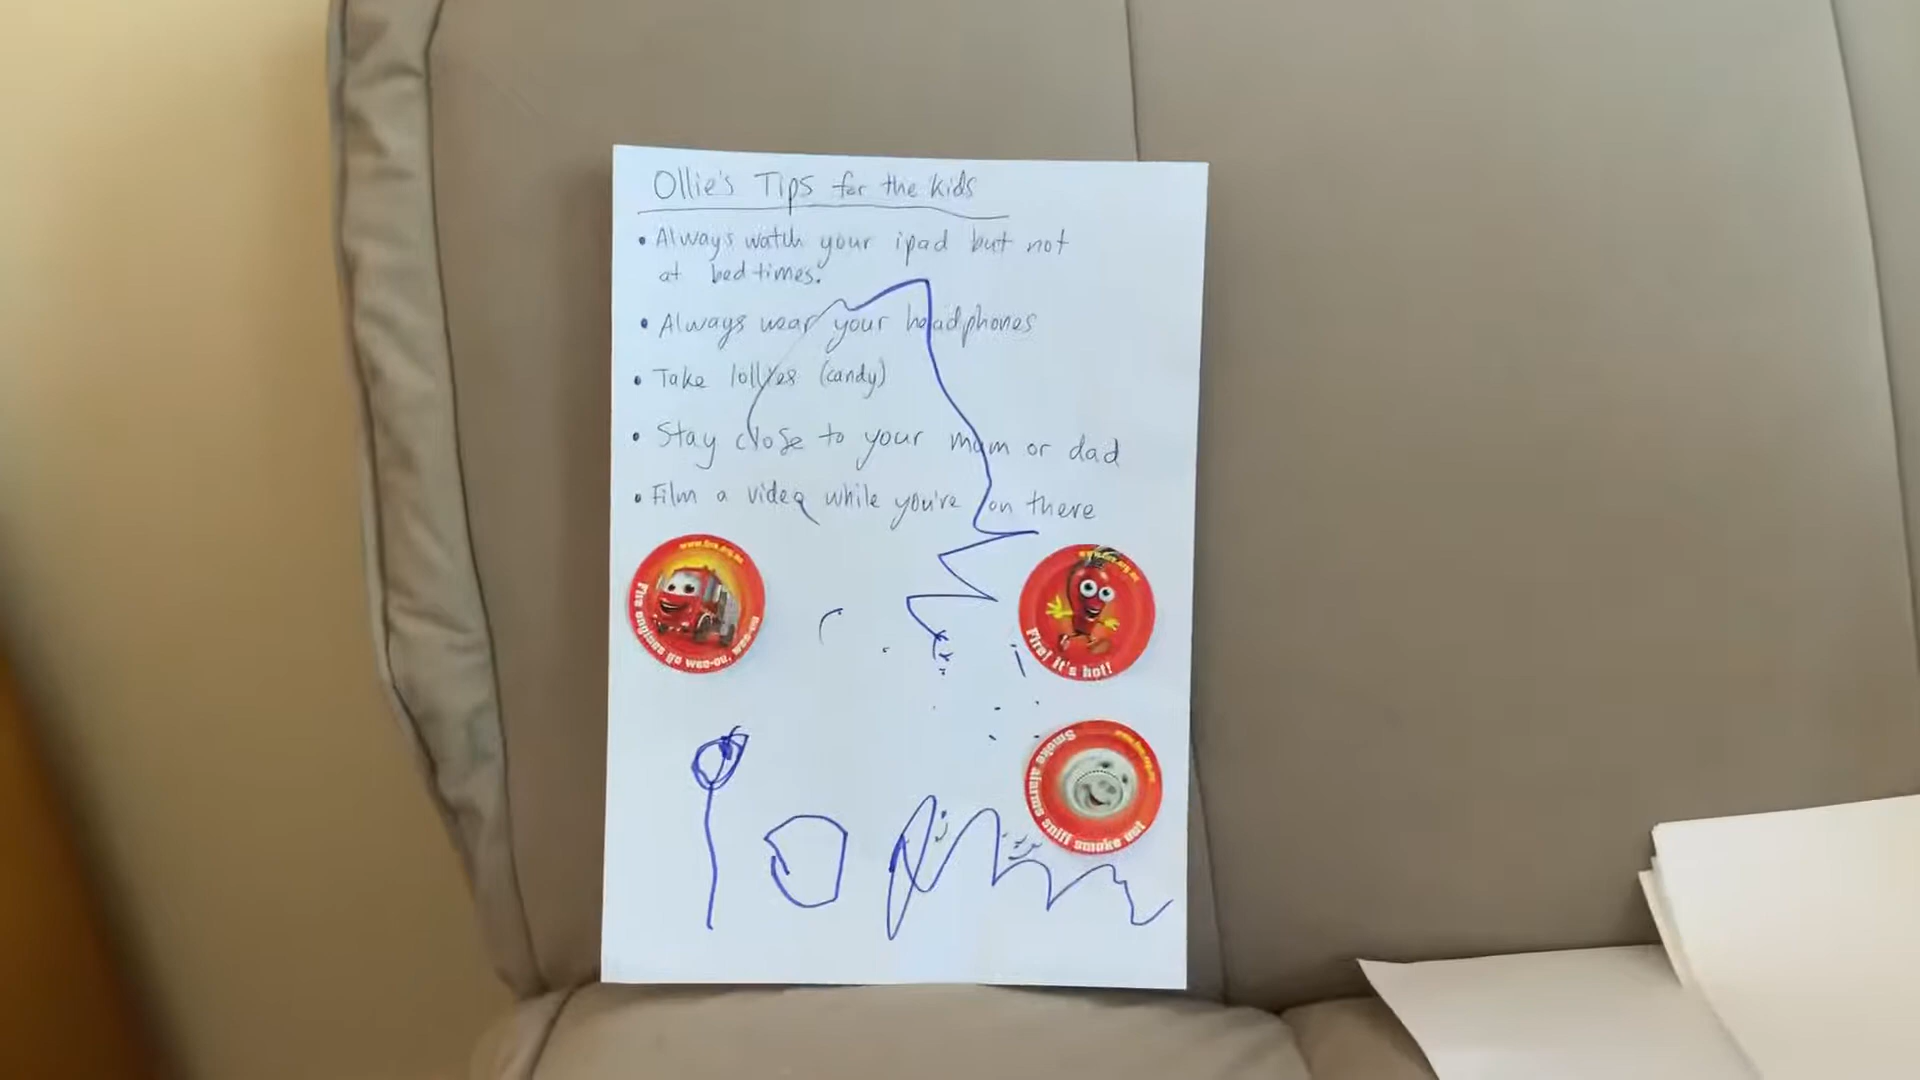 Ollie's Tips for the kids
• Always watch your ipad but not
at bed times.
• Always wear your headphones
• Take lollies (candy)
• Stay close to your mum or dad
• Film a video while you're on there
Fire engines go wee-oo, wee-oo
Fire! it's hot!
Smoke alarms sniff smoke out